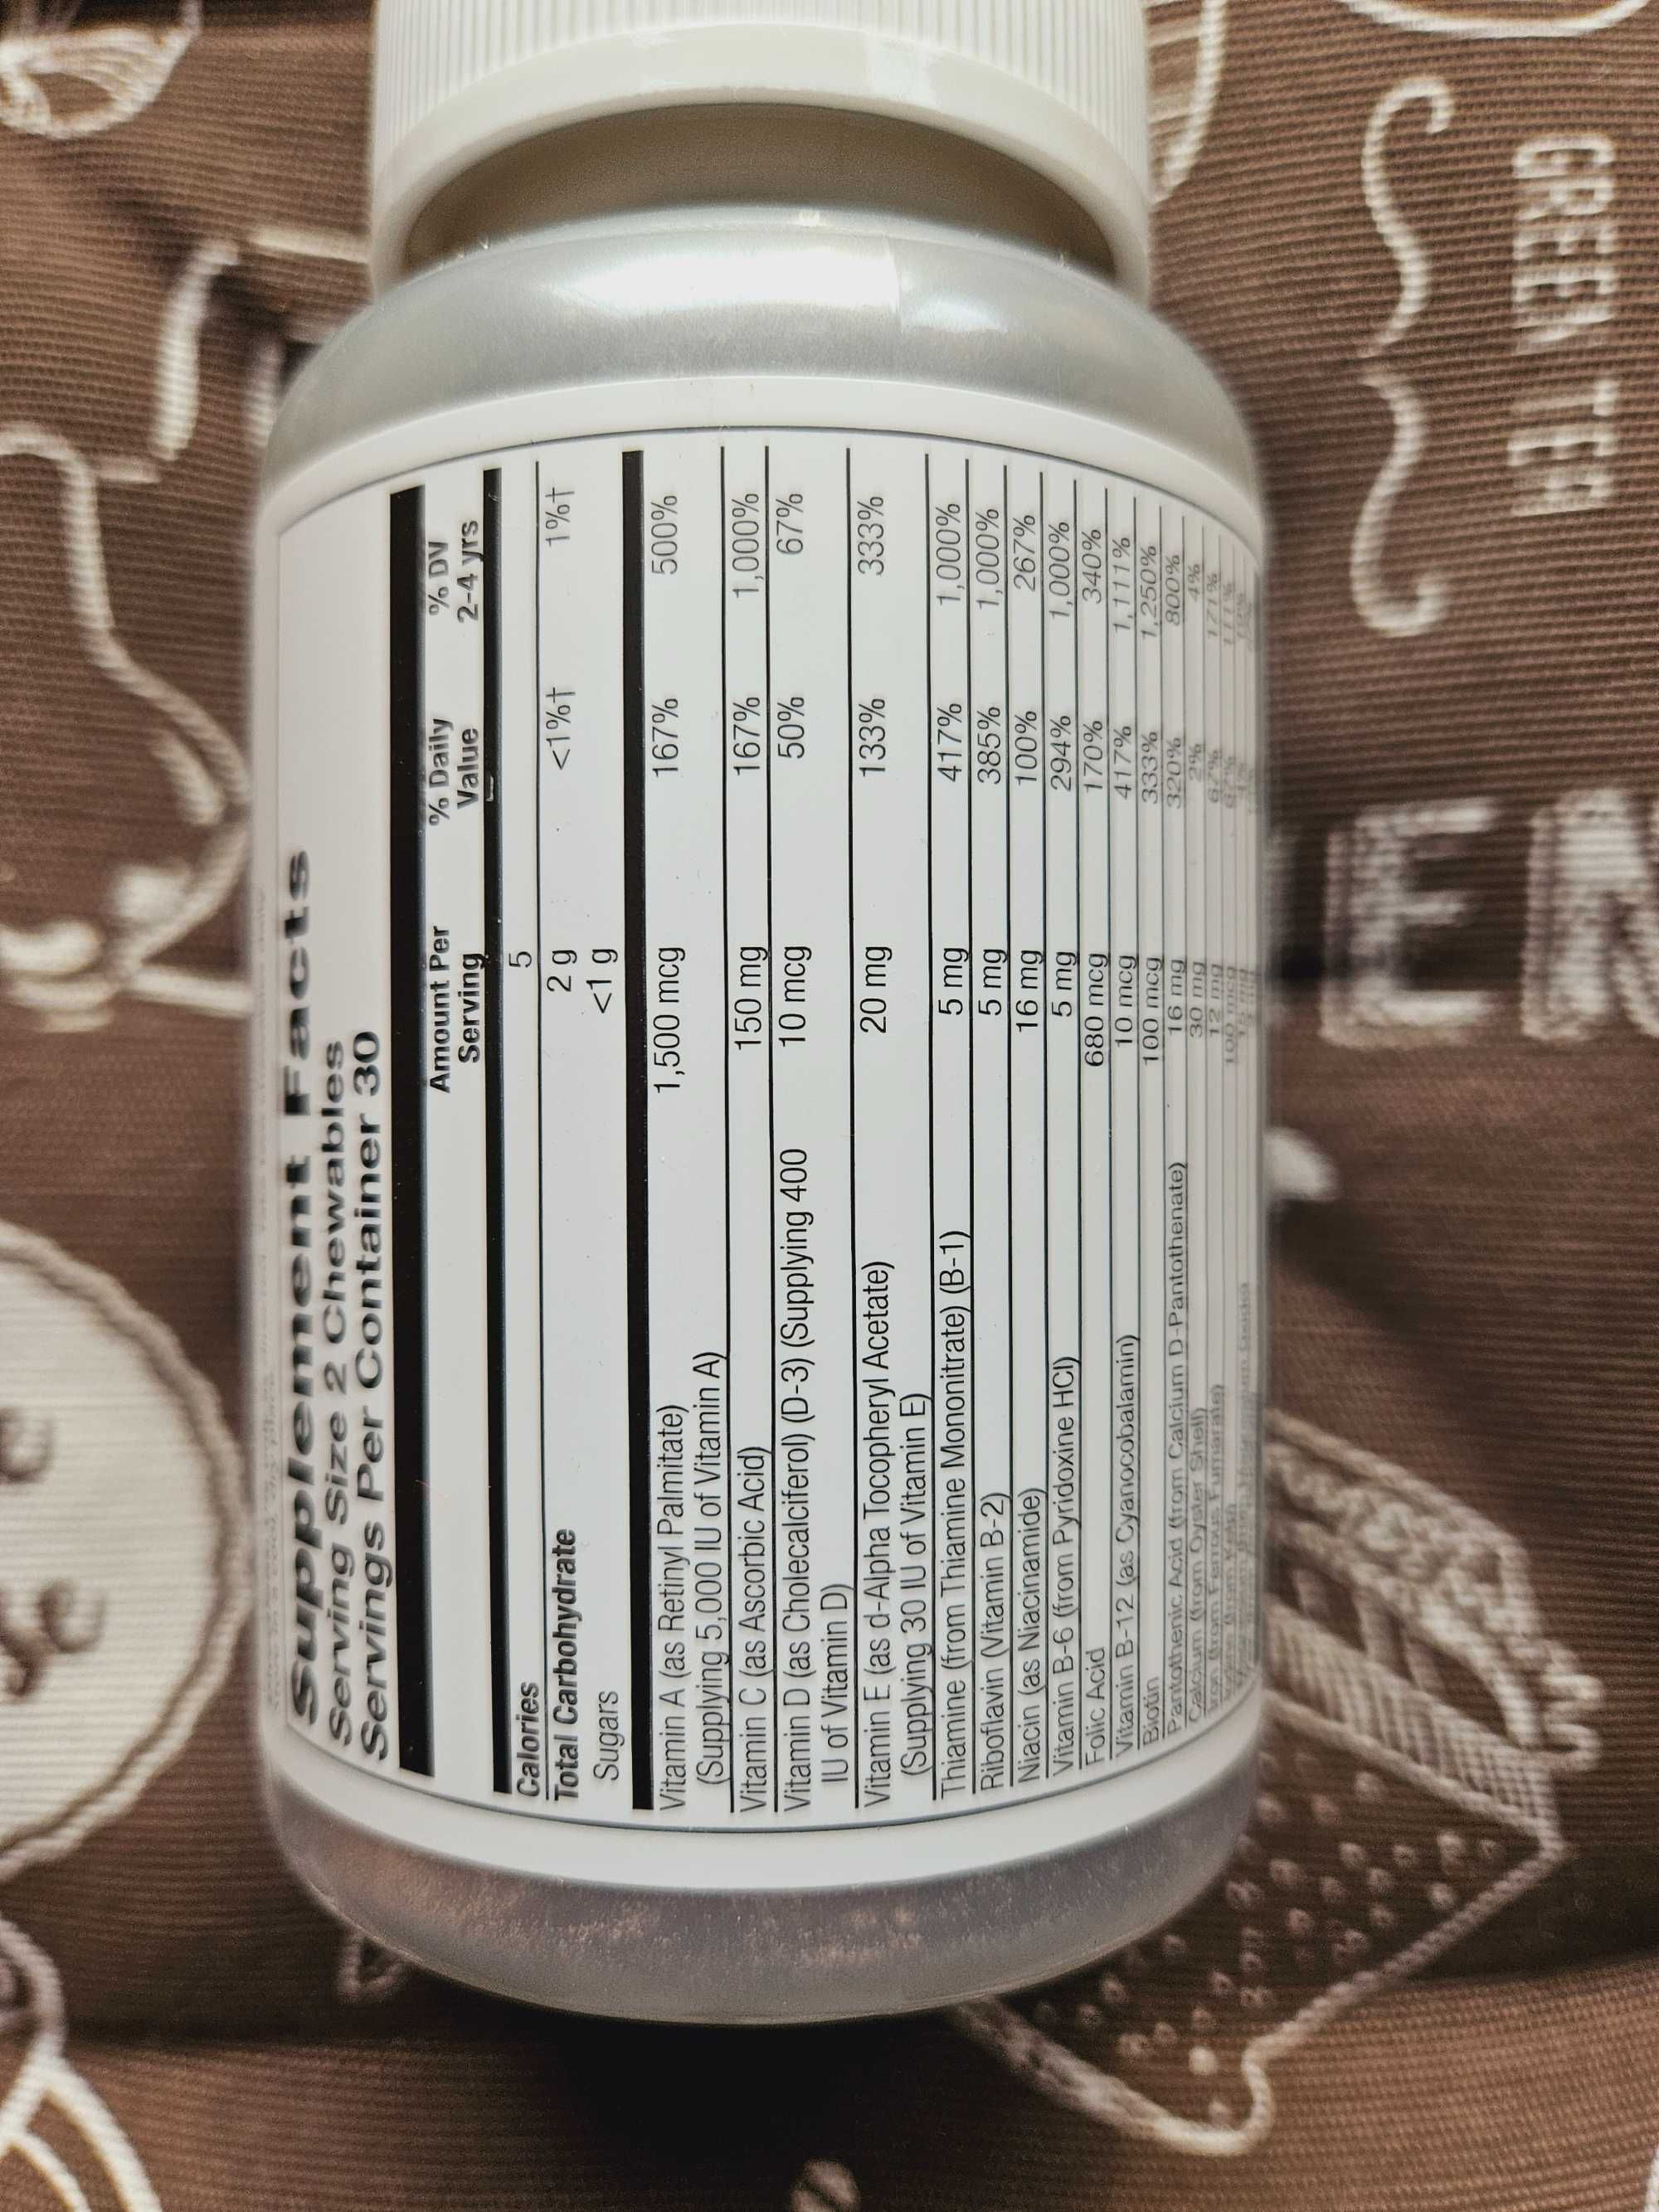 Supplement Facts
Serving Size 2 Chewables
Servings Per Container 30
Amount Per Serving % Daily Value % DV 2-4 yrs
Calories 5
Total Carbohydrate 2 g <1%† 1%†
Sugars <1 g
Vitamin A (as Retinyl Palmitate) 1,500 mcg 167% 500%
(Supplying 5,000 IU of Vitamin A)
Vitamin C (as Ascorbic Acid) 150 mg 167% 1,000%
Vitamin D (as Cholecalciferol) (D-3) (Supplying 400 10 mcg 50% 67%
IU of Vitamin D)
Vitamin E (as d-Alpha Tocopheryl Acetate) 20 mg 133% 333%
(Supplying 30 IU of Vitamin E)
Thiamine (from Thiamine Mononitrate) (B-1) 5 mg 417% 1,000%
Riboflavin (Vitamin B-2) 5 mg 385% 1,000%
Niacin (as Niacinamide) 16 mg 100% 267%
Vitamin B-6 (from Pyridoxine HCl) 5 mg 294% 1,000%
Folic Acid 680 mcg 170% 340%
Vitamin B-12 (as Cyanocobalamin) 10 mcg 417% 1,111%
Biotin 100 mcg 333% 1,250%
Pantothenic Acid (from Calcium D-Pantothenate) 16 mg 320% 800%
Calcium (from Oyster Shell) 30 mg 2% 4%
Iron (from Ferrous Fumarate) 12 mg 67% 171%
GREEN TEA
EN